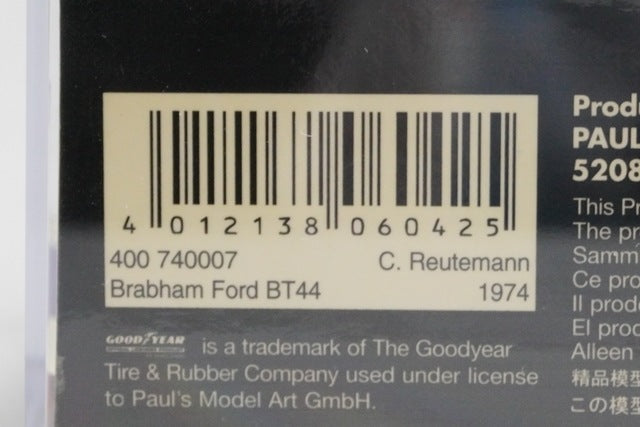 4 012138 060425
400 740007 C. Reutemann
Brabham Ford BT44 1974
GOODYEAR is a trademark of The Goodyear
Tire & Rubber Company used under license
to Paul's Model Art GmbH.
Produ
PAUL
5208
This Pr
The pr
Samm
Ce pro
Il prod
El prod
Alleen
精品模型
この模